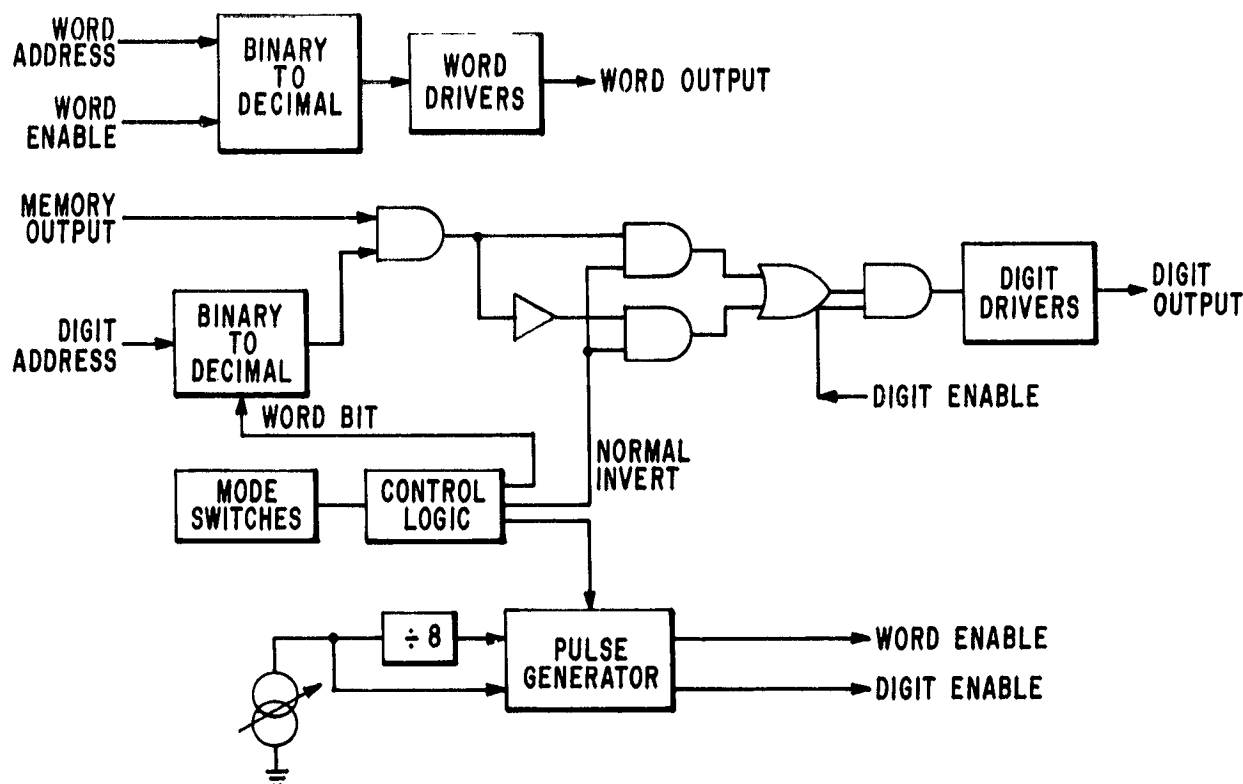 WORD
ADDRESS
WORD
ENABLE
BINARY
TO
DECIMAL
WORD
DRIVERS
WORD OUTPUT
MEMORY
OUTPUT
DIGIT
ADDRESS
BINARY
TO
DECIMAL
DIGIT
DRIVERS
DIGIT
OUTPUT
DIGIT ENABLE
WORD BIT
NORMAL
INVERT
MODE
SWITCHES
CONTROL
LOGIC
÷ 8
PULSE
GENERATOR
WORD ENABLE
DIGIT ENABLE